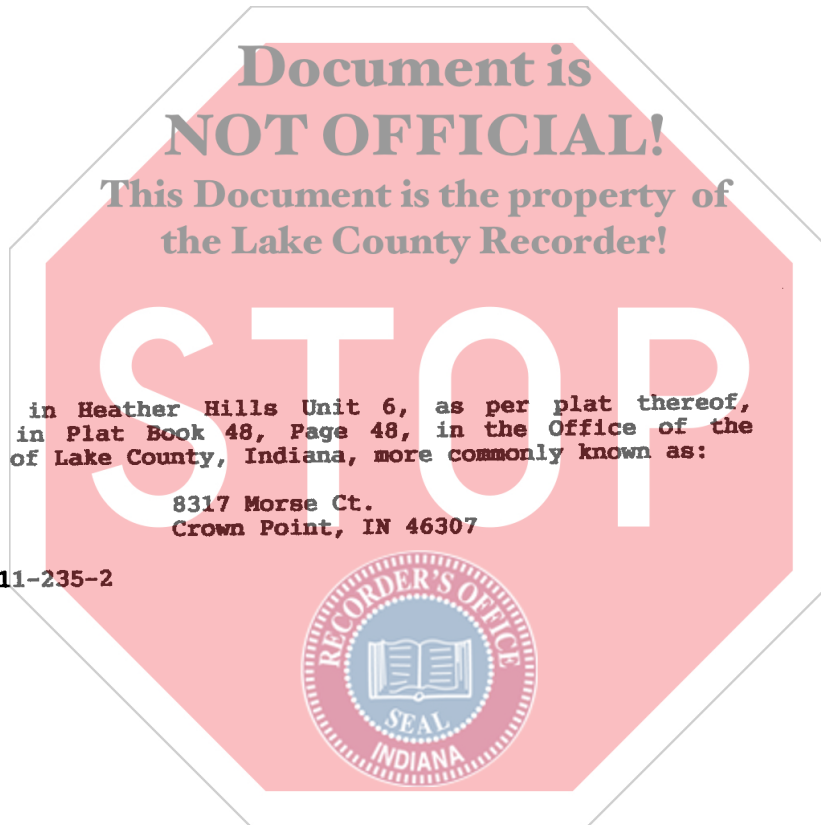 Document is
NOT OFFICIAL!
This Document is the property of
the Lake County Recorder!
STOP
in Heather Hills Unit 6, as per plat thereof,
in Plat Book 48, Page 48, in the Office of the
of Lake County, Indiana, more commonly known as:
8317 Morse Ct.
Crown Point, IN 46307
11-235-2
RECORDER'S OFFICE
SEAL
INDIANA